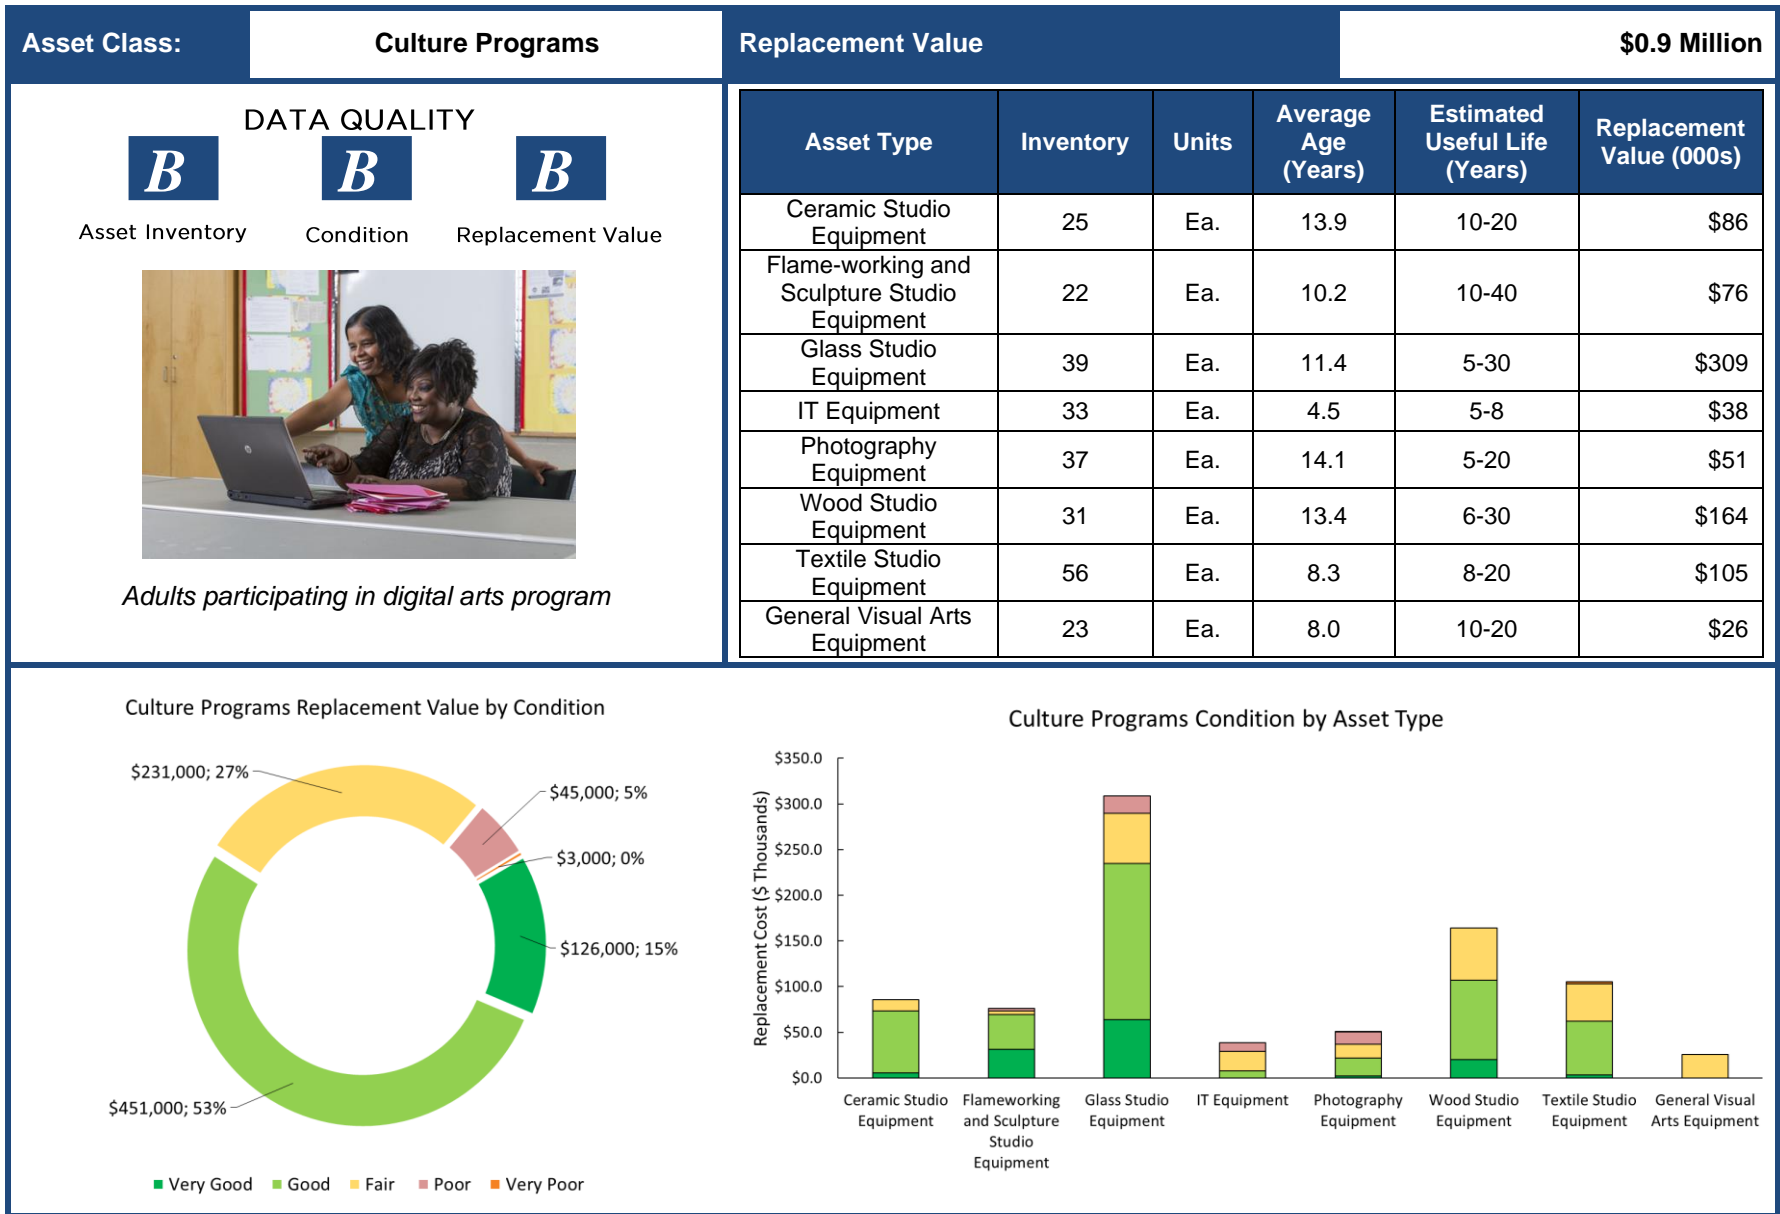 Asset Class:
Culture Programs
Replacement Value
$0.9 Million
DATA QUALITY
B B B
Asset Inventory Condition Replacement Value
Adults participating in digital arts program
Asset Type
Inventory
Units
Average
Age
(Years)
Estimated
Useful Life
(Years)
Replacement
Value (000s)
Ceramic Studio
Equipment
25 Ea. 13.9 10-20 $86
Flame-working and
Sculpture Studio
Equipment
22 Ea. 10.2 10-40 $76
Glass Studio
Equipment
39 Ea. 11.4 5-30 $309
IT Equipment 33 Ea. 4.5 5-8 $38
Photography
Equipment
37 Ea. 14.1 5-20 $51
Wood Studio
Equipment
31 Ea. 13.4 6-30 $164
Textile Studio
Equipment
56 Ea. 8.3 8-20 $105
General Visual Arts
Equipment
23 Ea. 8.0 10-20 $26
Culture Programs Replacement Value by Condition
$231,000; 27%
$45,000; 5%
$3,000; 0%
$126,000; 15%
$451,000; 53%
Very Good Good Fair Poor Very Poor
Culture Programs Condition by Asset Type
Replacement Cost ($ Thousands)
$350.0
$300.0
$250.0
$200.0
$150.0
$100.0
$50.0
$0.0
Ceramic Studio
Equipment
Flameworking
and Sculpture
Studio
Equipment
Glass Studio
Equipment
IT Equipment
Photography
Equipment
Wood Studio
Equipment
Textile Studio
Equipment
General Visual
Arts Equipment